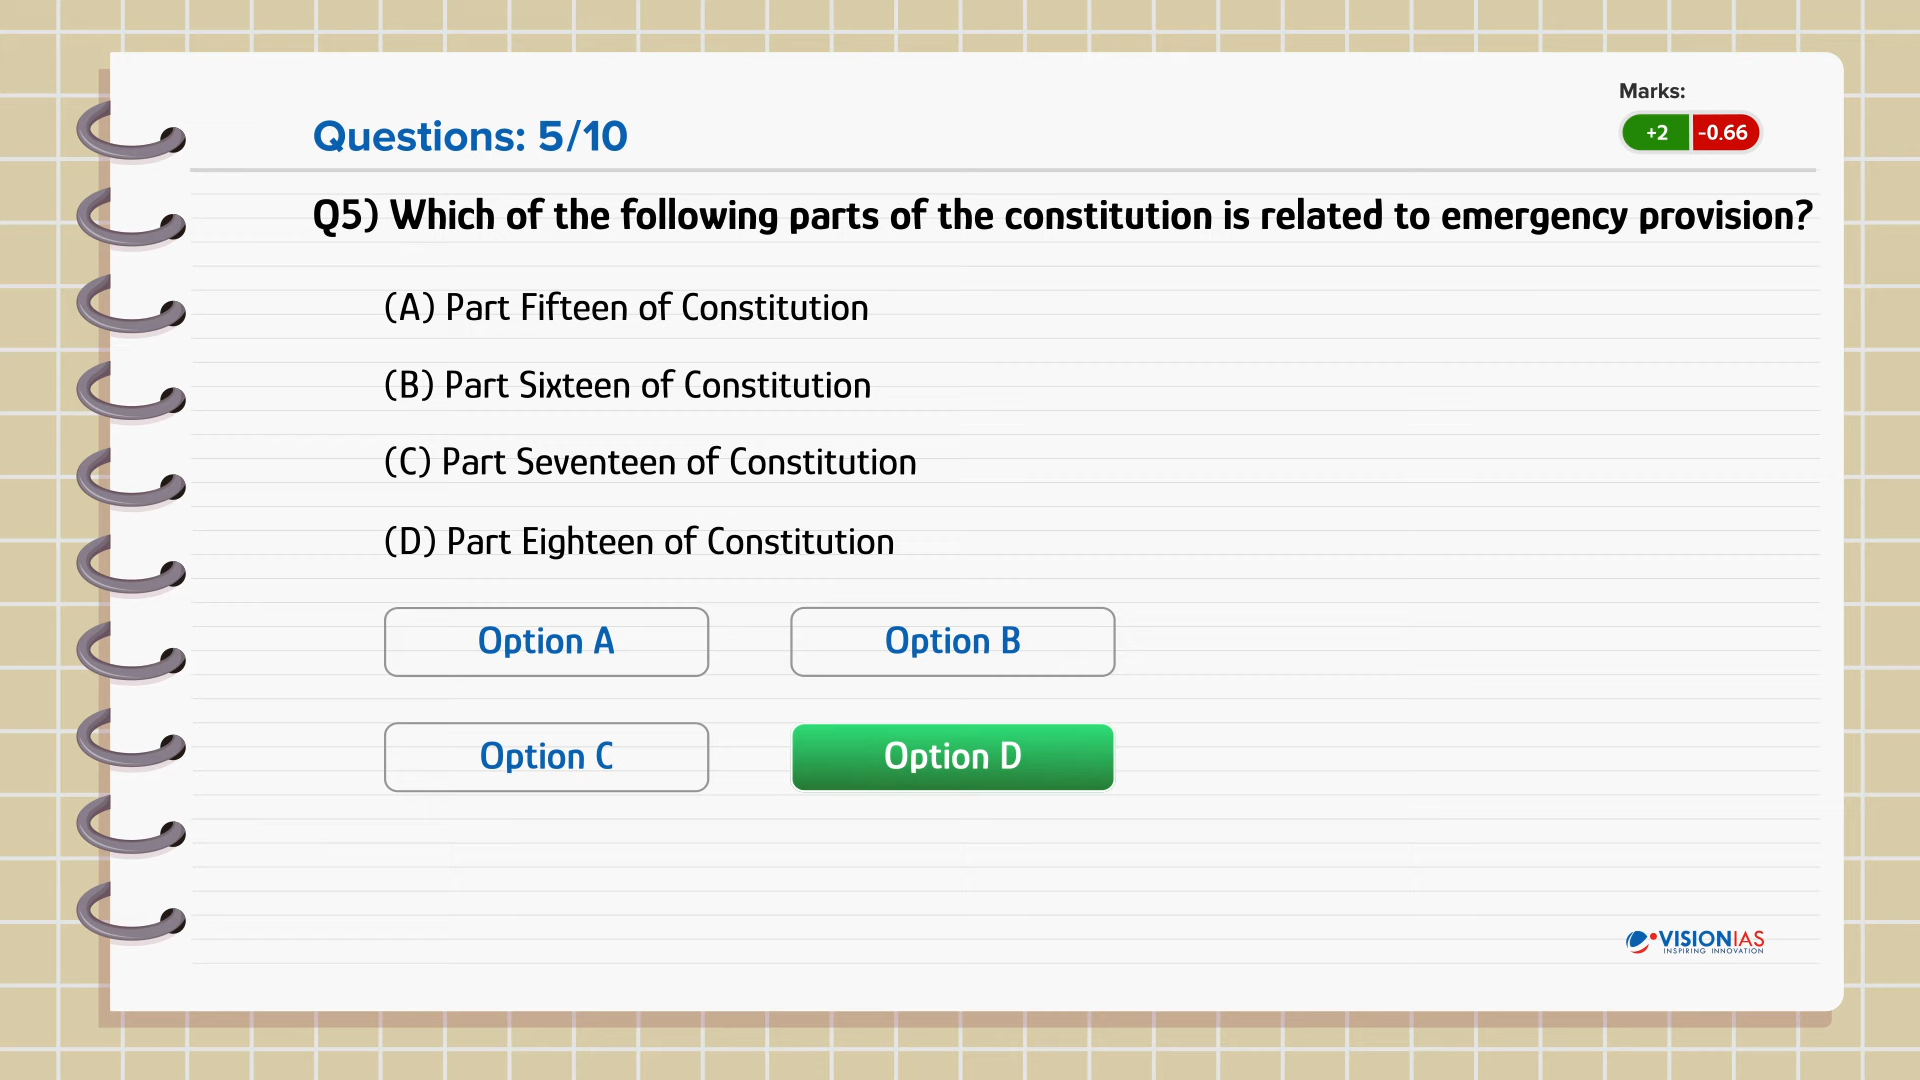 Marks:
Questions: 5/10
+2 -0.66
Q5) Which of the following parts of the constitution is related to emergency provision?
(A) Part Fifteen of Constitution
(B) Part Sixteen of Constitution
(C) Part Seventeen of Constitution
(D) Part Eighteen of Constitution
Option A
Option B
Option C
Option D
VISIONIAS
INSPIRING INNOVATION